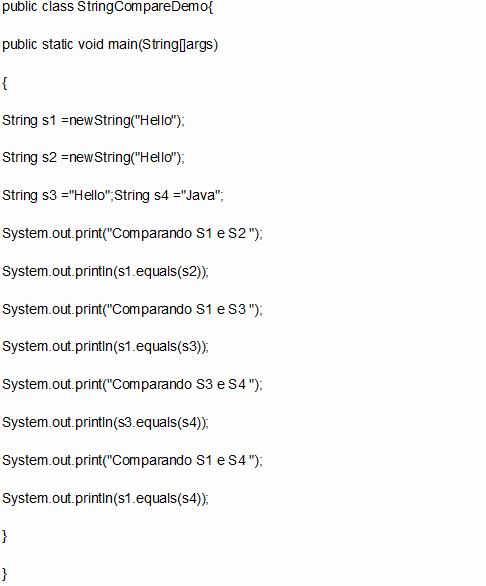 public class StringCompareDemo{
public static void main(String[]args)
{
String s1 =newString("Hello");
String s2 =newString("Hello");
String s3 ="Hello";String s4 ="Java";
System.out.print("Comparando S1 e S2 ");
System.out.println(s1.equals(s2));
System.out.print("Comparando S1 e S3 ");
System.out.println(s1.equals(s3));
System.out.print("Comparando S3 e S4 ");
System.out.println(s3.equals(s4));
System.out.print("Comparando S1 e S4 ");
System.out.println(s1.equals(s4));
}
}